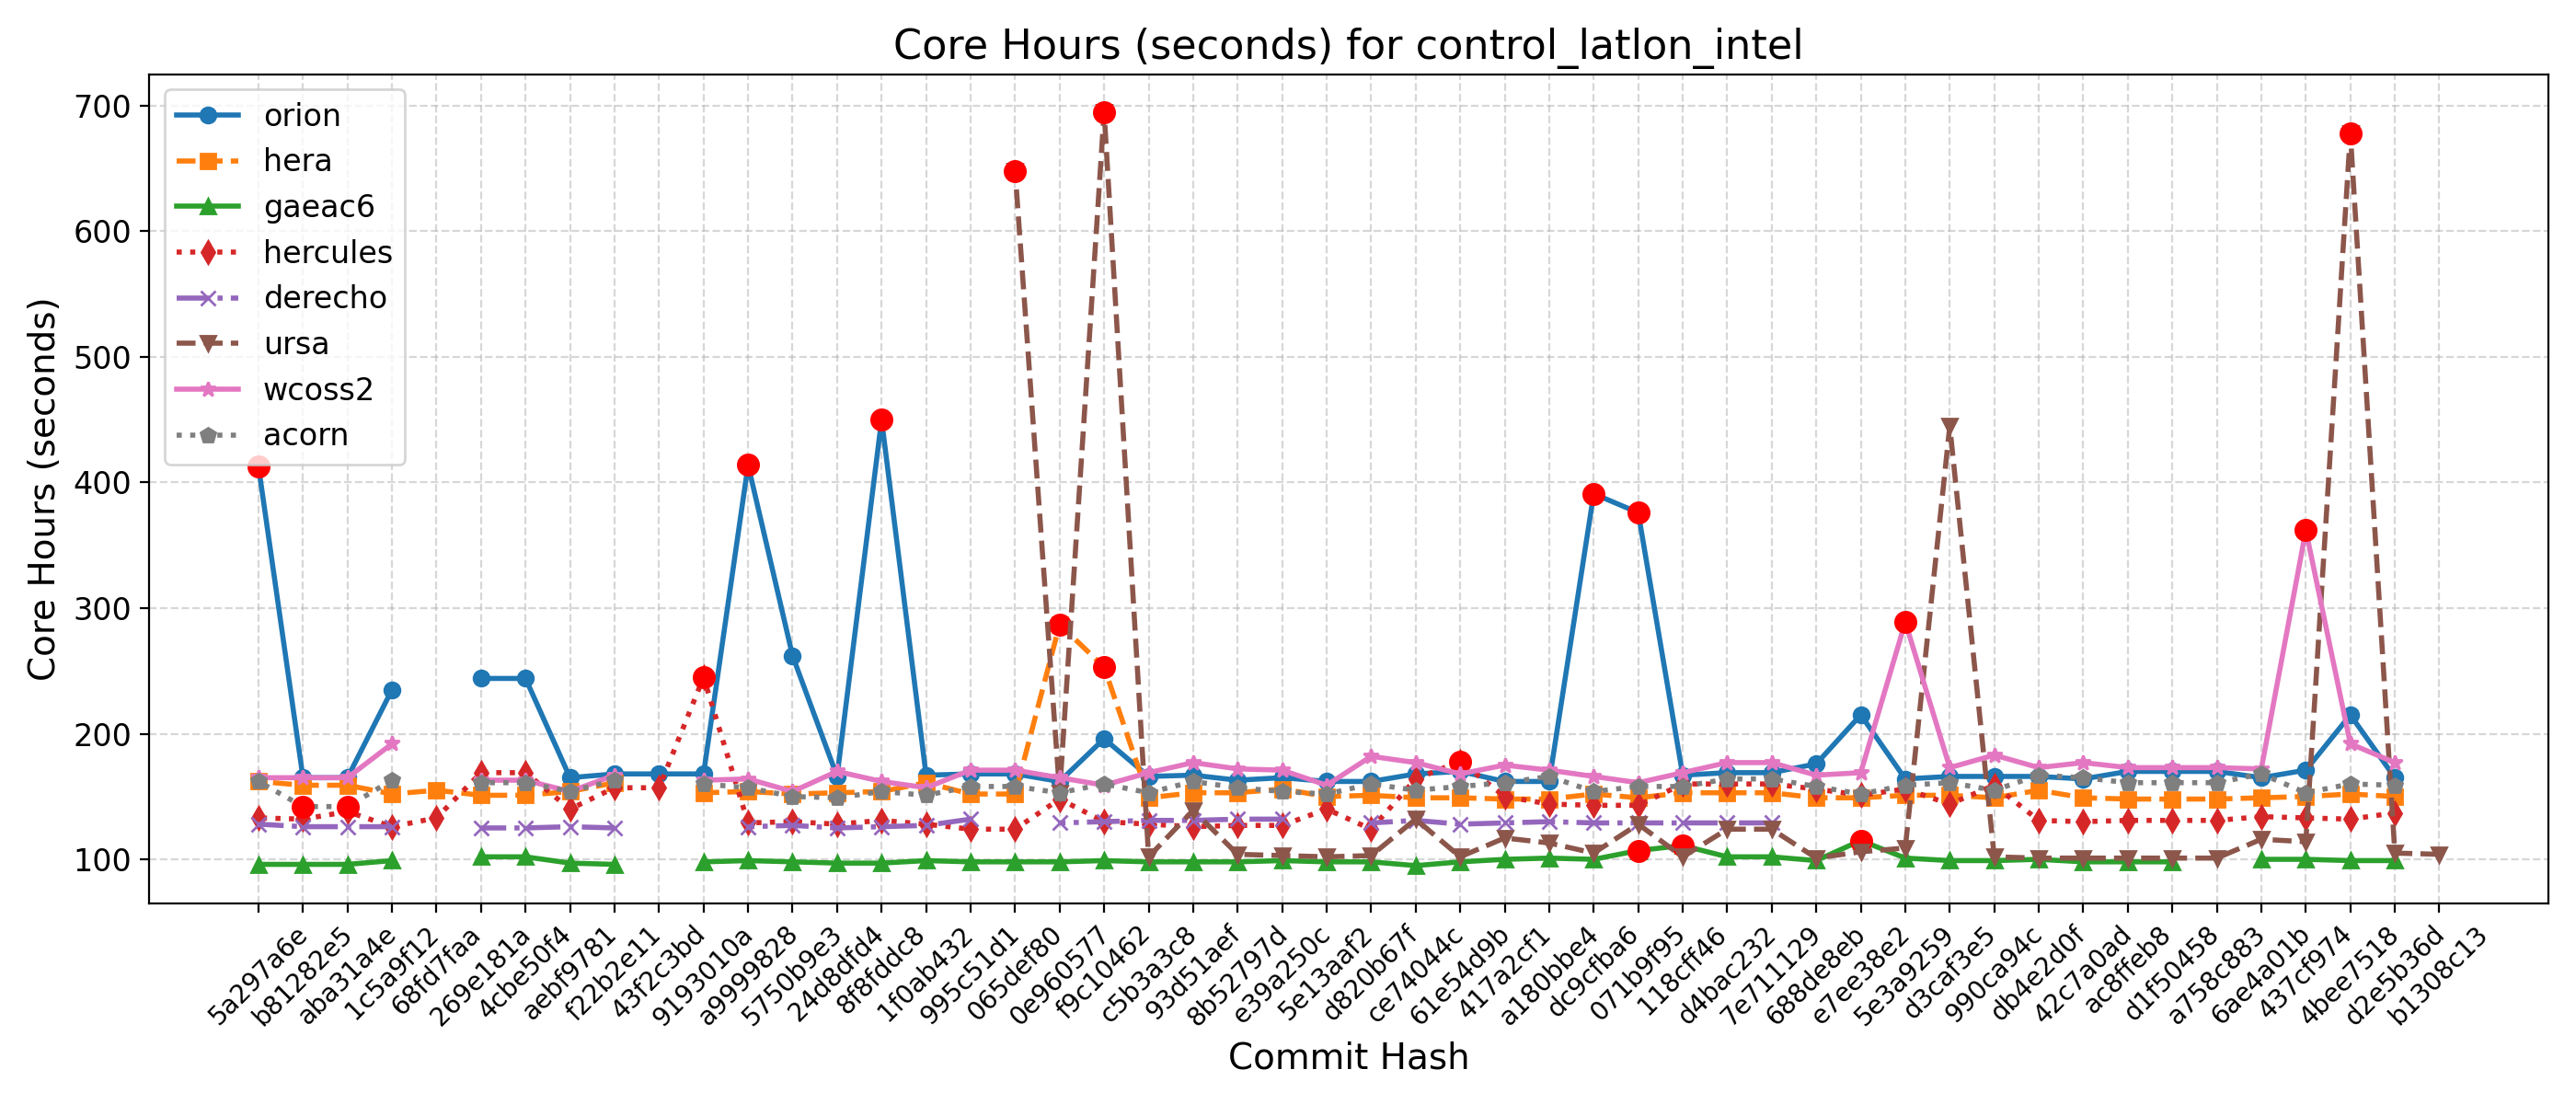 Core Hours (seconds) for control_latlon_intel
Core Hours (seconds)
700
600
500
400
300
200
100
orion
hera
gaeac6
hercules
derecho
ursa
wcoss2
acorn
5a297a6e
b81282e5
aba31a4e
1c5a9f12
68fd7faa
269e181a
4cbe50f4
aebf9781
f22b2e11
43f2c3bd
9193010a
a9999828
5750b9e3
24d8dfd4
8f8fddc8
1f0ab432
995c51d1
065def80
0e960577
f9c10462
c5b3a3c8
93d51aef
8b52797d
e39a250c
5e13aaf2
d820b67f
ce74044c
61e54d9b
417a2cf1
a180bbe4
dc9cfba6
071b9f95
118cff46
d4bac232
7e711129
688de8eb
e7ee38e2
5e3a9259
d3caf3e5
990ca94c
db4e2d0f
42c7a0ad
ac8ffeb8
d1f50458
a758c883
6ae4a01b
437cf974
4bee7518
d2e5b36d
b1308c13
Commit Hash